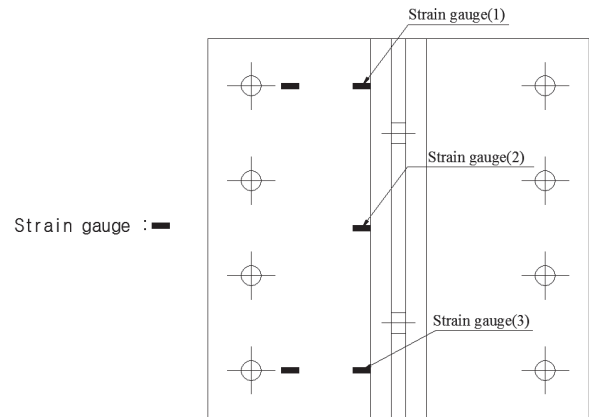 Strain gauge(1)
Strain gauge(2)
Strain gauge :
Strain gauge(3)